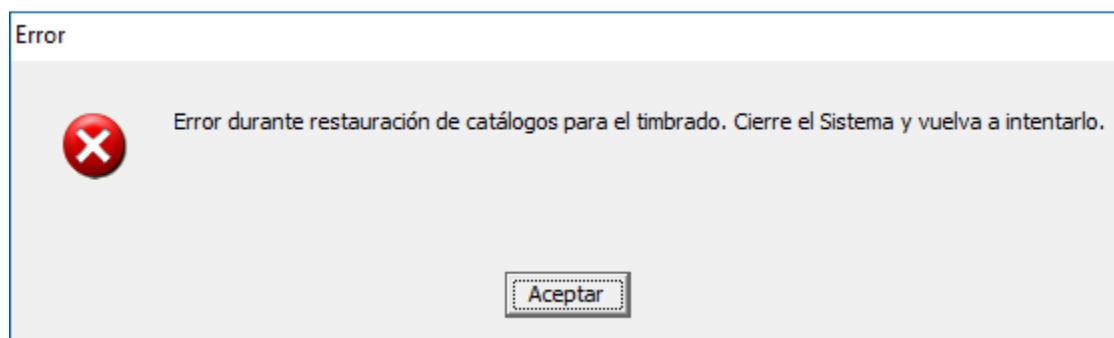 Error
Error durante restauración de catálogos para el timbrado. Cierre el Sistema y vuelva a intentarlo.
Aceptar